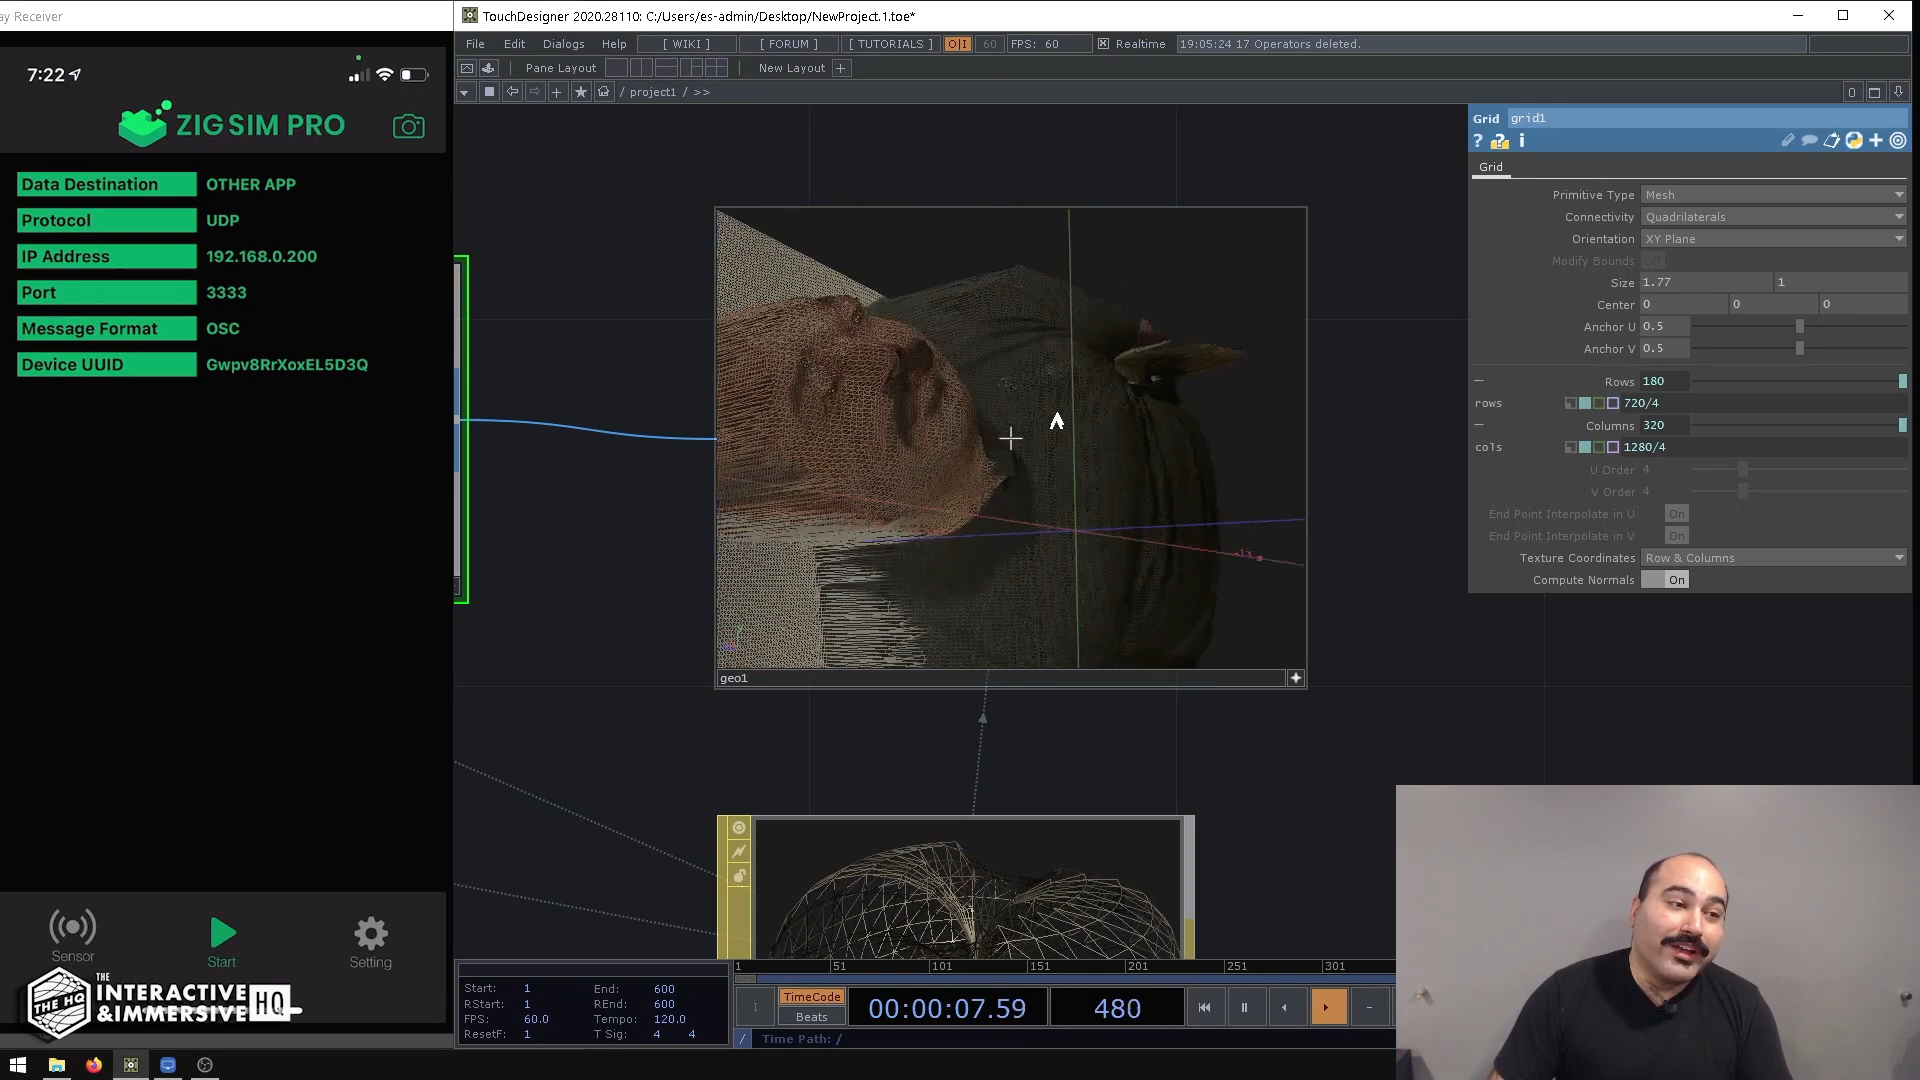 ay Receiver
TouchDesigner 2020.28110: C:/Users/es-admin/Desktop/NewProject.1.toe*
File Edit Dialogs Help [ WIKI ] [ FORUM ] [ TUTORIALS ] O|I 60 FPS: 60 Realtime 19:05:24 17 Operators deleted.
Pane Layout New Layout +
/ project1 / >>
0
7:22
ZIG SIM PRO
Data Destination OTHER APP
Protocol UDP
IP Address 192.168.0.200
Port 3333
Message Format OSC
Device UUID Gwpv8RrXoxEL5D3Q
Sensor Start Setting
THE HQ
THE INTERACTIVE & IMMERSIVE HQ
-1x
geo1
Grid grid1
? i
Grid
Primitive Type Mesh
Connectivity Quadrilaterals
Orientation XY Plane
Modify Bounds Off
Size 1.77 1
Center 0 0 0
Anchor U 0.5
Anchor V 0.5
Rows 180
rows 720/4
Columns 320
cols 1280/4
U Order 4
V Order 4
End Point Interpolate in U On
End Point Interpolate in V On
Texture Coordinates Row & Columns
Compute Normals On
1 51 101 151 201 251 301
Start: 1 End: 600
RStart: 1 REnd: 600
FPS: 60.0 Tempo: 120.0
ResetF: 1 T Sig: 4 4
TimeCode
Beats
00:00:07.59 480
/ Time Path: /